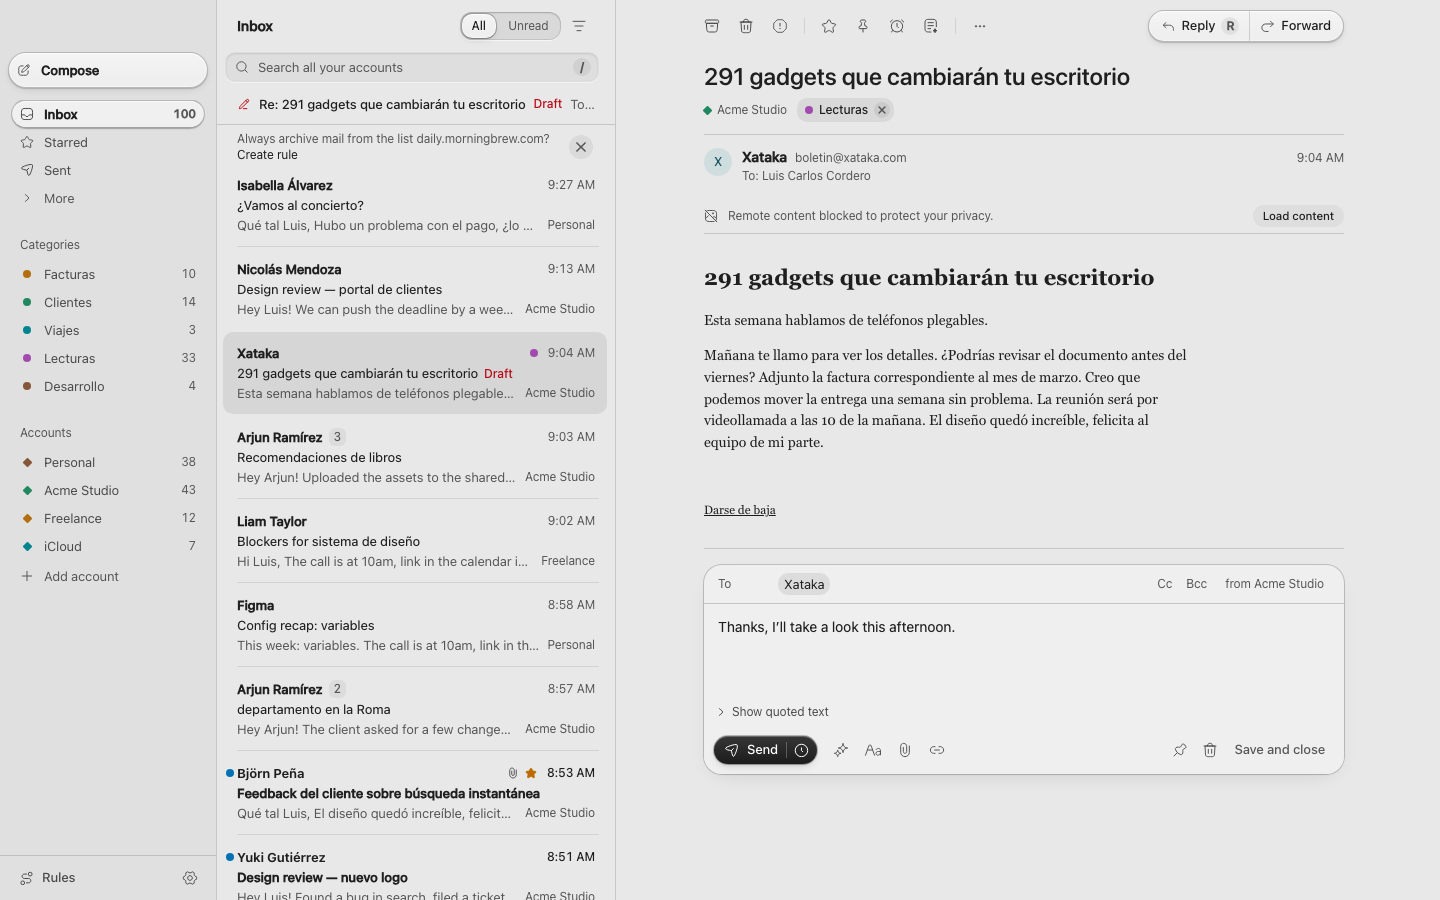 Compose
Inbox 100
Starred
Sent
More
Categories
Facturas 10
Clientes 14
Viajes 3
Lecturas 33
Desarrollo 4
Accounts
Personal 38
Acme Studio 43
Freelance 12
iCloud 7
Add account
Rules
Inbox
All Unread
Search all your accounts /
Re: 291 gadgets que cambiarán tu escritorio Draft To...
Always archive mail from the list daily.morningbrew.com?
Create rule
Isabella Álvarez 9:27 AM
¿Vamos al concierto?
Qué tal Luis, Hubo un problema con el pago, ¿lo ... Personal
Nicolás Mendoza 9:13 AM
Design review — portal de clientes
Hey Luis! We can push the deadline by a wee... Acme Studio
Xataka 9:04 AM
291 gadgets que cambiarán tu escritorio Draft
Esta semana hablamos de teléfonos plegable... Acme Studio
Arjun Ramírez 3 9:03 AM
Recomendaciones de libros
Hey Arjun! Uploaded the assets to the shared... Acme Studio
Liam Taylor 9:02 AM
Blockers for sistema de diseño
Hi Luis, The call is at 10am, link in the calendar i... Freelance
Figma 8:58 AM
Config recap: variables
This week: variables. The call is at 10am, link in th... Personal
Arjun Ramírez 2 8:57 AM
departamento en la Roma
Hey Arjun! The client asked for a few change... Acme Studio
Björn Peña 8:53 AM
Feedback del cliente sobre búsqueda instantánea
Qué tal Luis, El diseño quedó increíble, felicit... Acme Studio
Yuki Gutiérrez 8:51 AM
Design review — nuevo logo
Hey Luis! Found a bug in search, filed a ticket Acme Studio
Reply R Forward
291 gadgets que cambiarán tu escritorio
Acme Studio Lecturas
X
Xataka boletin@xataka.com 9:04 AM
To: Luis Carlos Cordero
Remote content blocked to protect your privacy. Load content
291 gadgets que cambiarán tu escritorio
Esta semana hablamos de teléfonos plegables.
Mañana te llamo para ver los detalles. ¿Podrías revisar el documento antes del
viernes? Adjunto la factura correspondiente al mes de marzo. Creo que
podemos mover la entrega una semana sin problema. La reunión será por
videollamada a las 10 de la mañana. El diseño quedó increíble, felicita al
equipo de mi parte.
Darse de baja
To Xataka Cc Bcc from Acme Studio
Thanks, I’ll take a look this afternoon.
Show quoted text
Send Aa Save and close